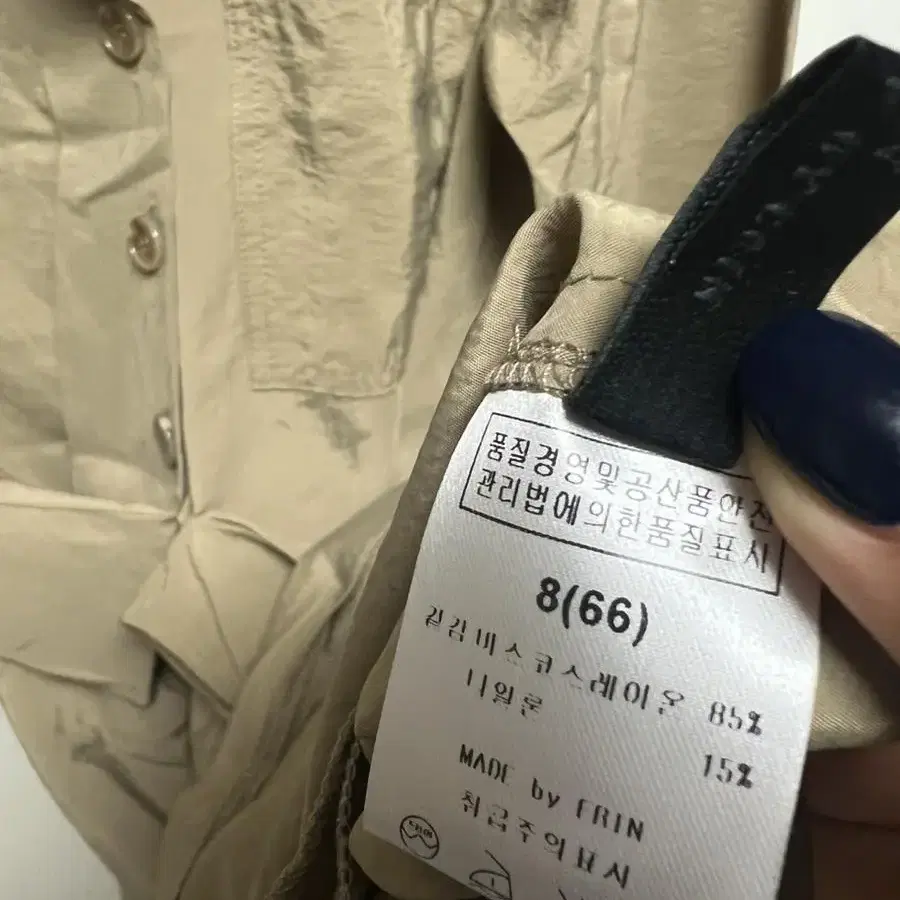 품질경영및공산품안전
관리법에의한품질표시
8(66)
겉감비스코스레이온 85%
나일론 15%
MADE by FRIN
취급주의표시